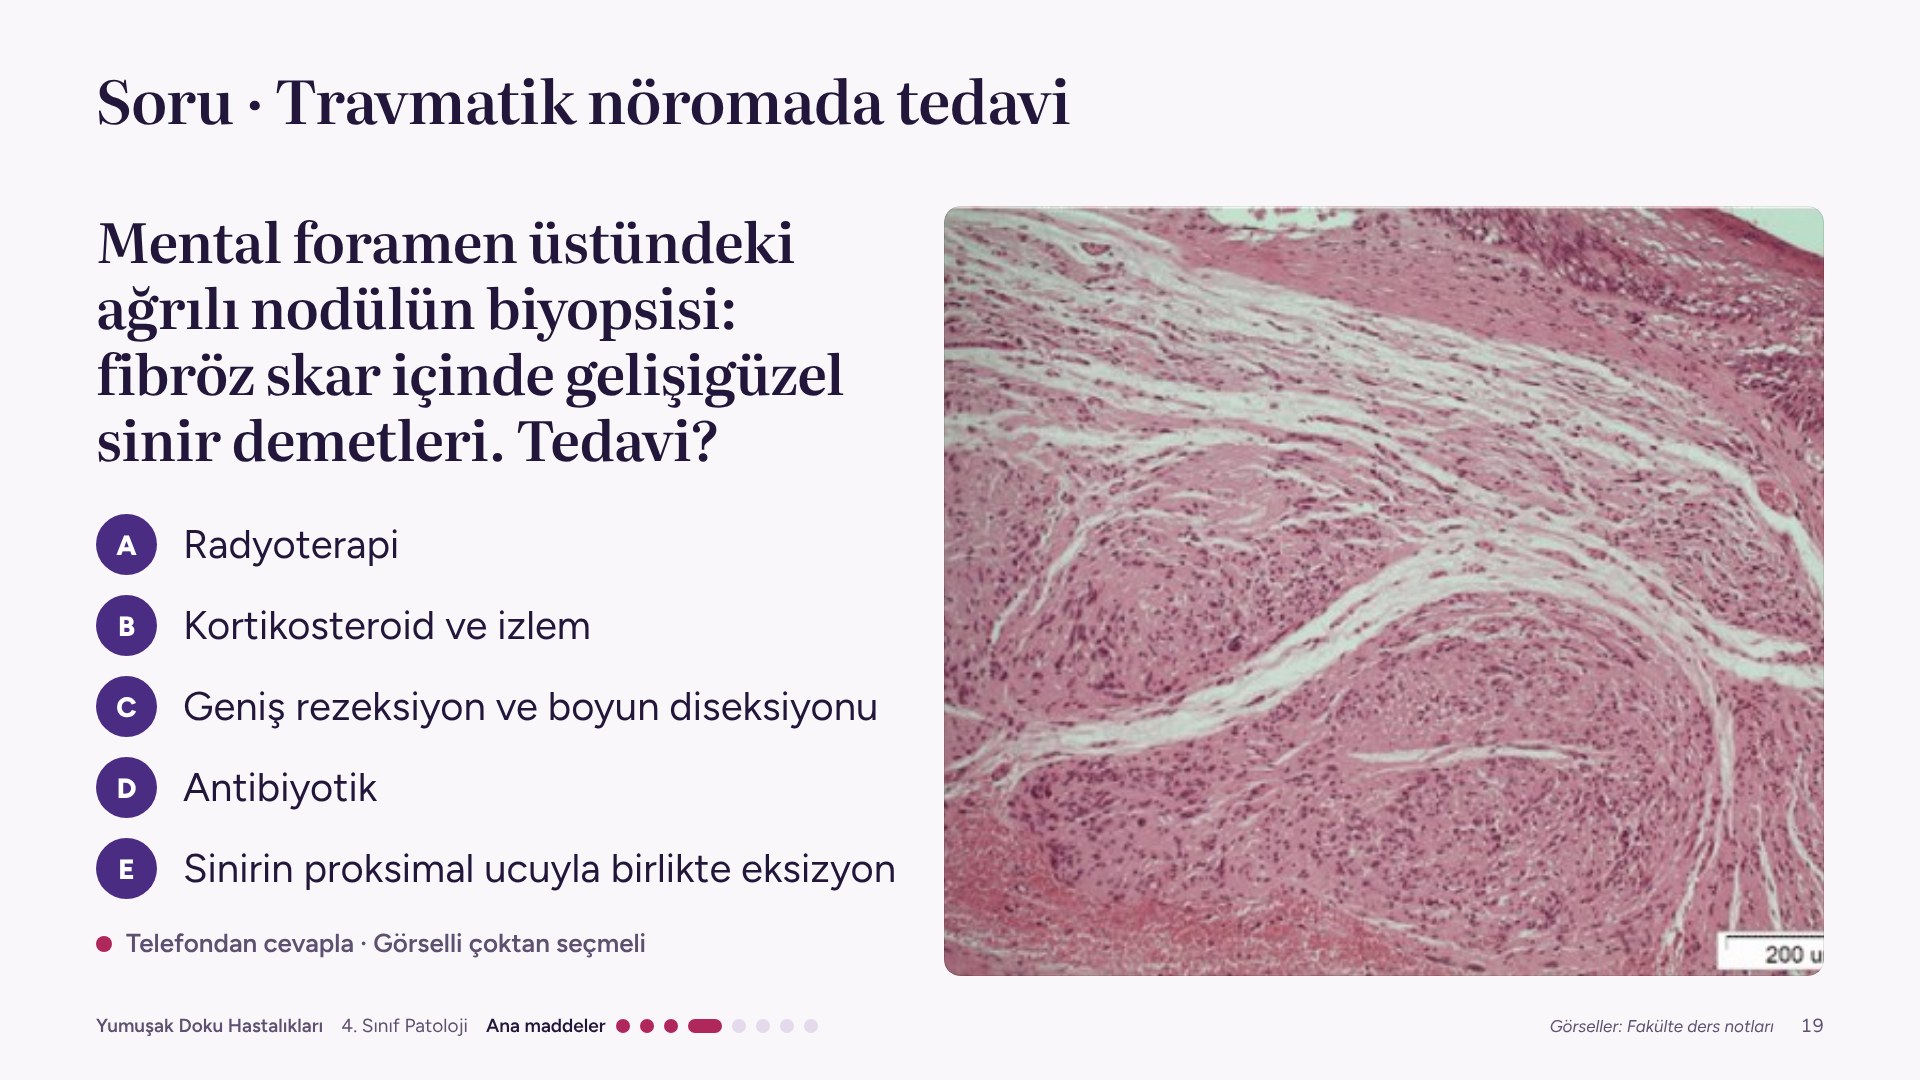 Soru · Travmatik nöromada tedavi
Mental foramen üstündeki
ağrılı nodülün biyopsisi:
fibröz skar içinde gelişigüzel
sinir demetleri. Tedavi?
A Radyoterapi
B Kortikosteroid ve izlem
C Geniş rezeksiyon ve boyun diseksiyonu
D Antibiyotik
E Sinirin proksimal ucuyla birlikte eksizyon
Telefondan cevapla · Görselli çoktan seçmeli
200 u
Yumuşak Doku Hastalıkları 4. Sınıf Patoloji Ana maddeler
Görseller: Fakülte ders notları 19